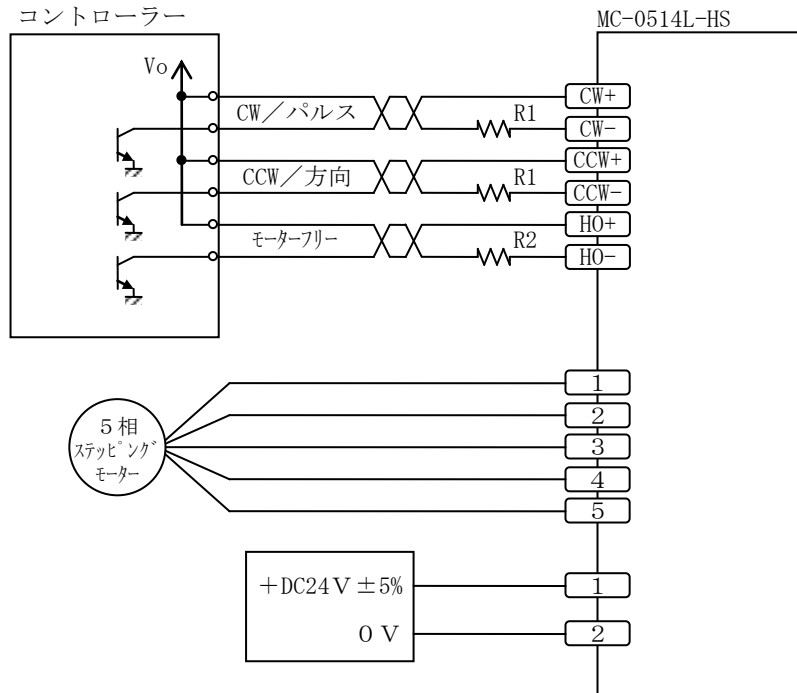 コントローラー
MC-0514L-HS
Vo
CW+
CW／パルス
R1
CW-
CCW+
CCW／方向
R1
CCW-
HO+
モーターフリー
R2
HO-
1
2
3
4
5
５相
ステッピング
モーター
＋DC24Ｖ±5%
1
０Ｖ
2